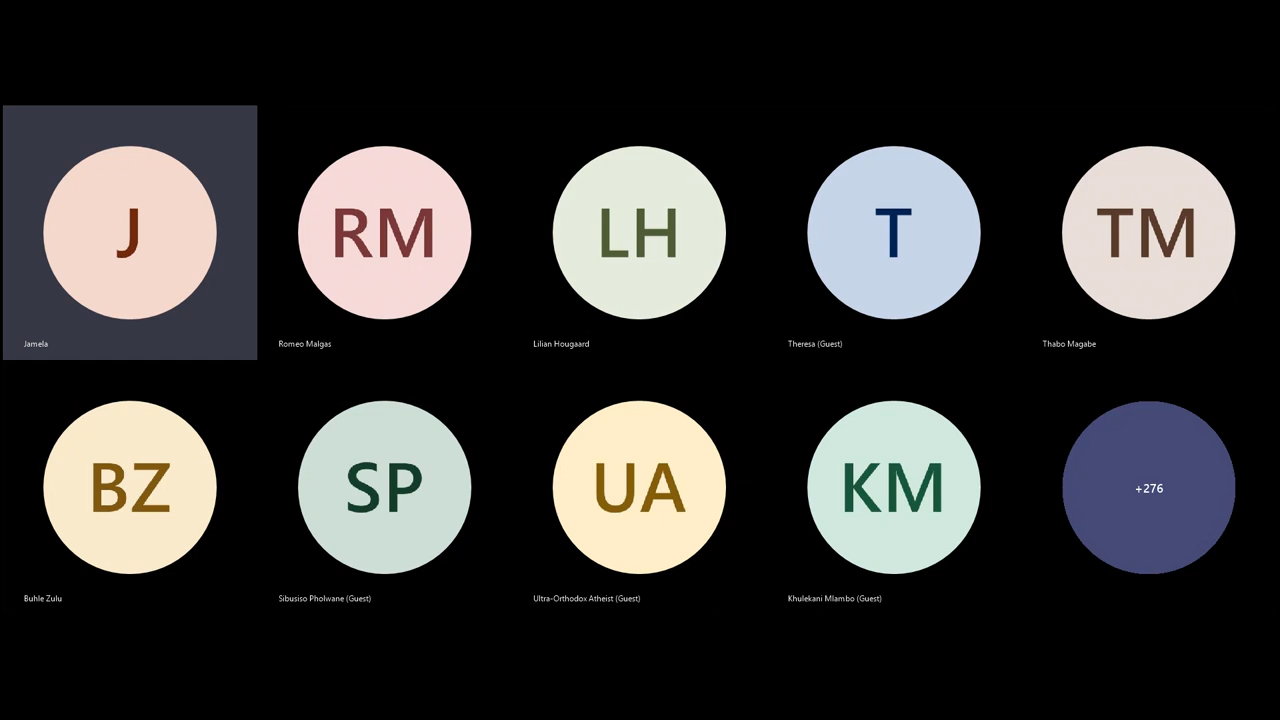 J
RM
LH
T
TM
Jamela
Romeo Malgas
Lilian Hougaard
Theresa (Guest)
Thabo Magabe
BZ
SP
UA
KM
+276
Buhle Zulu
Sibusiso Pholwane (Guest)
Ultra-Orthodox Atheist (Guest)
Khulekani Mlambo (Guest)